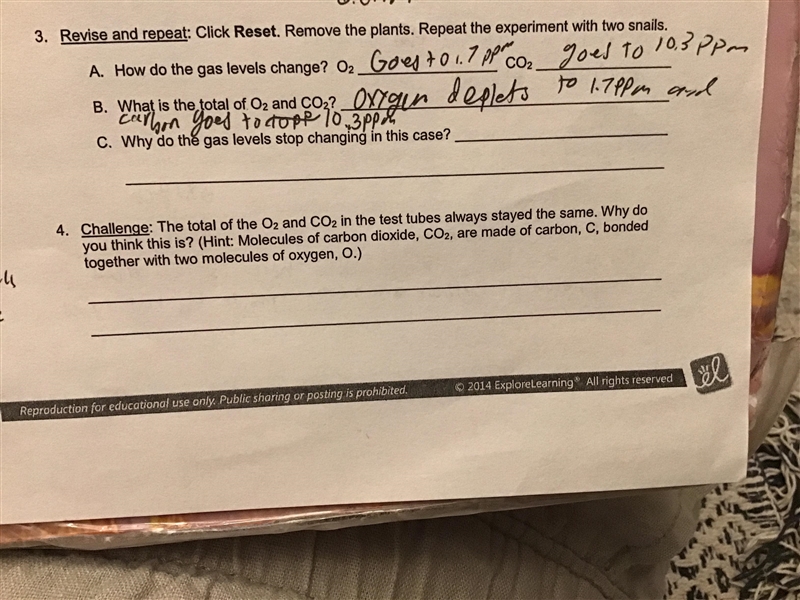 3. Revise and repeat: Click Reset. Remove the plants. Repeat the experiment with two snails.
A. How do the gas levels change? O₂ Goes to 1.7 ppm CO₂ goes to 10.3 ppm
B. What is the total of O₂ and CO₂? Oxygen deplets to 1.7 ppm and
carbon goes to 10.3ppm
C. Why do the gas levels stop changing in this case?
4. Challenge: The total of the O₂ and CO₂ in the test tubes always stayed the same. Why do
you think this is? (Hint: Molecules of carbon dioxide, CO₂, are made of carbon, C, bonded
together with two molecules of oxygen, O.)
Reproduction for educational use only. Public sharing or posting is prohibited. © 2014 ExploreLearning® All rights reserved
el